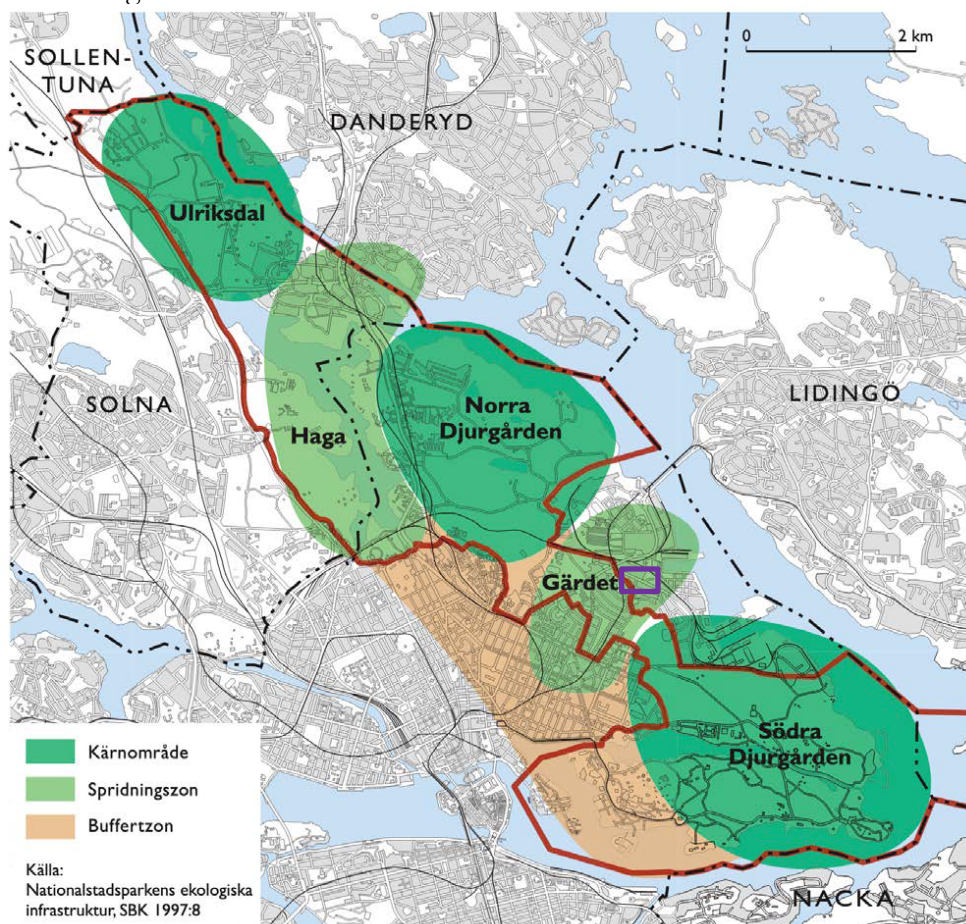 SOLLEN-
TUNA
0 2 km
DANDERYD
Ulriksdal
LIDINGÖ
SOLNA
Norra
Djurgården
Haga
Gärdet
Södra
Djurgården
Kärnområde
Spridningszon
Buffertzon
Källa:
Nationalstadsparkens ekologiska
infrastruktur, SBK 1997:8
NACKA